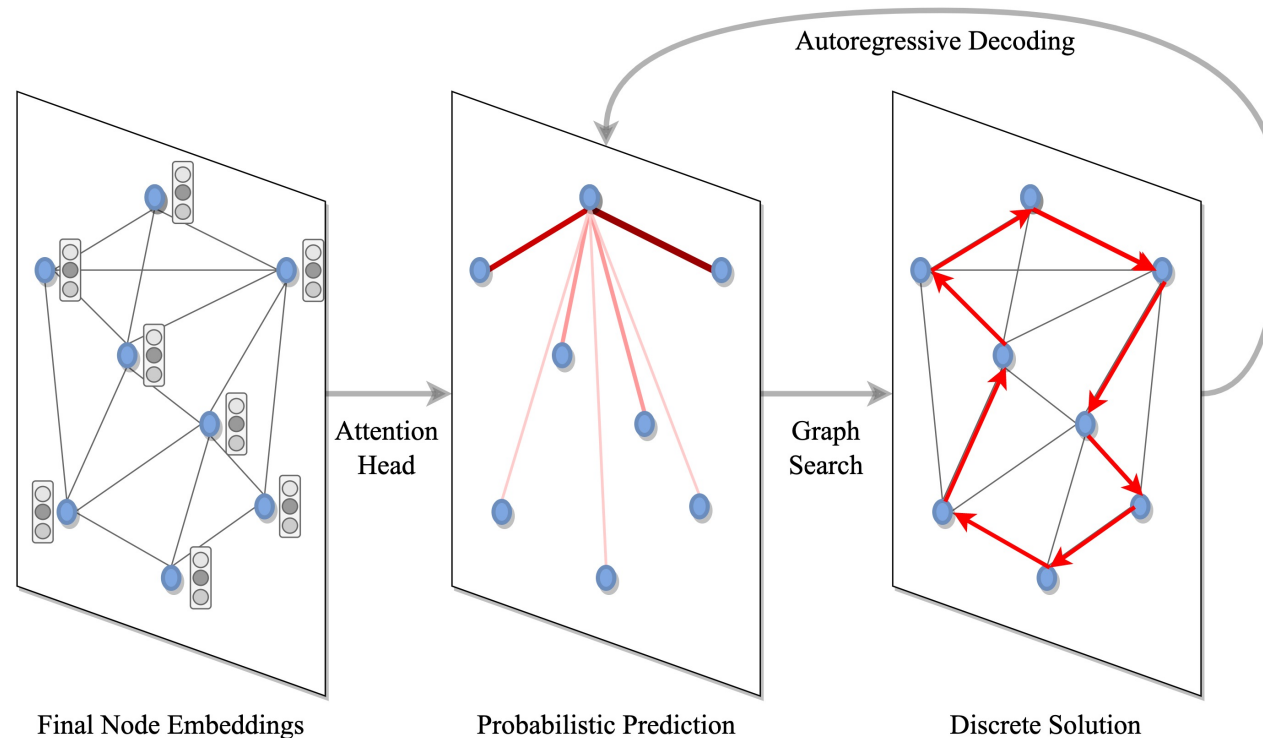 Autoregressive Decoding
Attention
Head
Graph
Search
Final Node Embeddings
Probabilistic Prediction
Discrete Solution